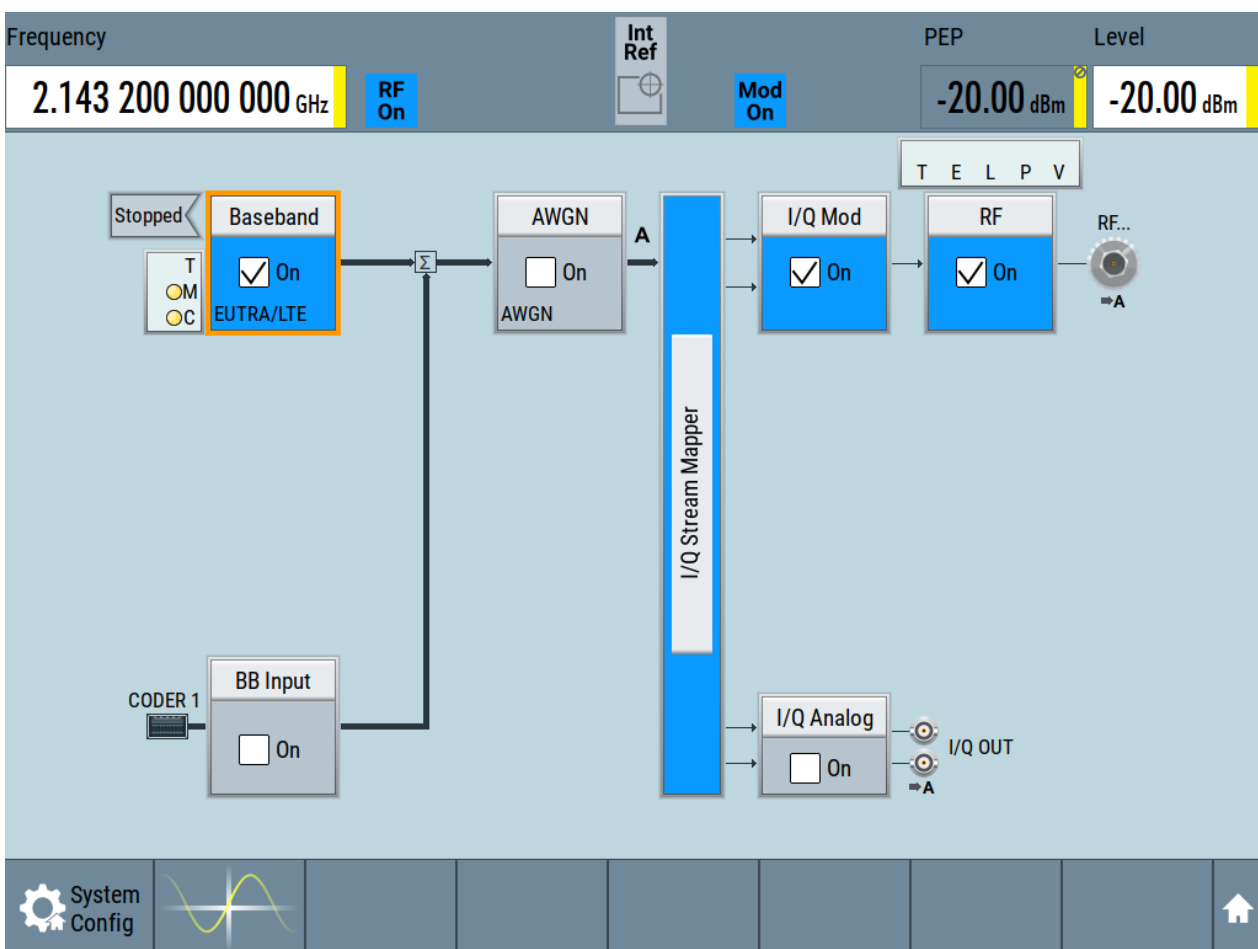 Frequency
Int
Ref
PEP
Level
2.143 200 000 000 GHz
RF
On
Mod
On
-20.00 dBm
-20.00 dBm
T E L P V
Stopped
Baseband
AWGN
I/Q Mod
RF
RF...
A
T
On
On
On
On
M
C
EUTRA/LTE
Σ
AWGN
A
I/Q Stream Mapper
BB Input
CODER 1
On
I/Q Analog
On
I/Q OUT
A
System
Config